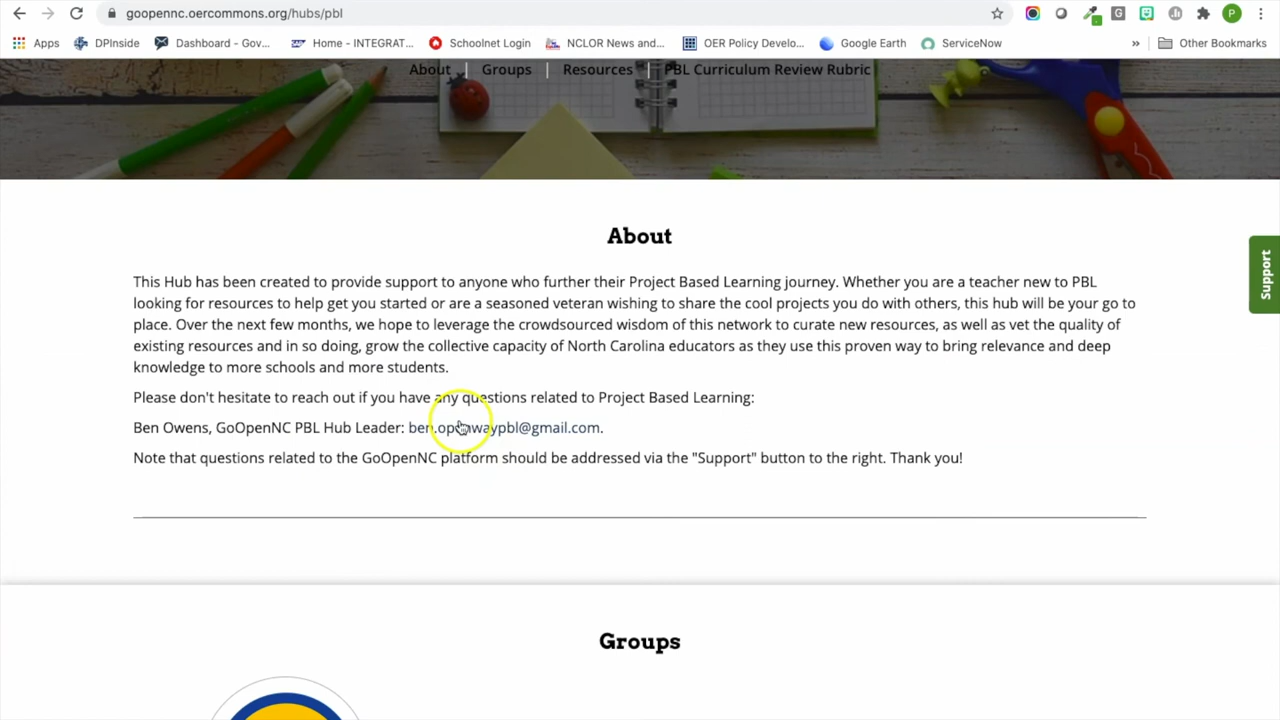 goopennc.oercommons.org/hubs/pbl
P
Apps DPInside Dashboard - Gov... Home - INTEGRAT... Schoolnet Login NCLOR News and... OER Policy Develo... Google Earth ServiceNow » Other Bookmarks
About | Groups | Resources | PBL Curriculum Review Rubric
About
Support
This Hub has been created to provide support to anyone who further their Project Based Learning journey. Whether you are a teacher new to PBL
looking for resources to help get you started or are a seasoned veteran wishing to share the cool projects you do with others, this hub will be your go to
place. Over the next few months, we hope to leverage the crowdsourced wisdom of this network to curate new resources, as well as vet the quality of
existing resources and in so doing, grow the collective capacity of North Carolina educators as they use this proven way to bring relevance and deep
knowledge to more schools and more students.
Please don't hesitate to reach out if you have any questions related to Project Based Learning:
Ben Owens, GoOpenNC PBL Hub Leader: ben.openwaypbl@gmail.com.
Note that questions related to the GoOpenNC platform should be addressed via the "Support" button to the right. Thank you!
Groups